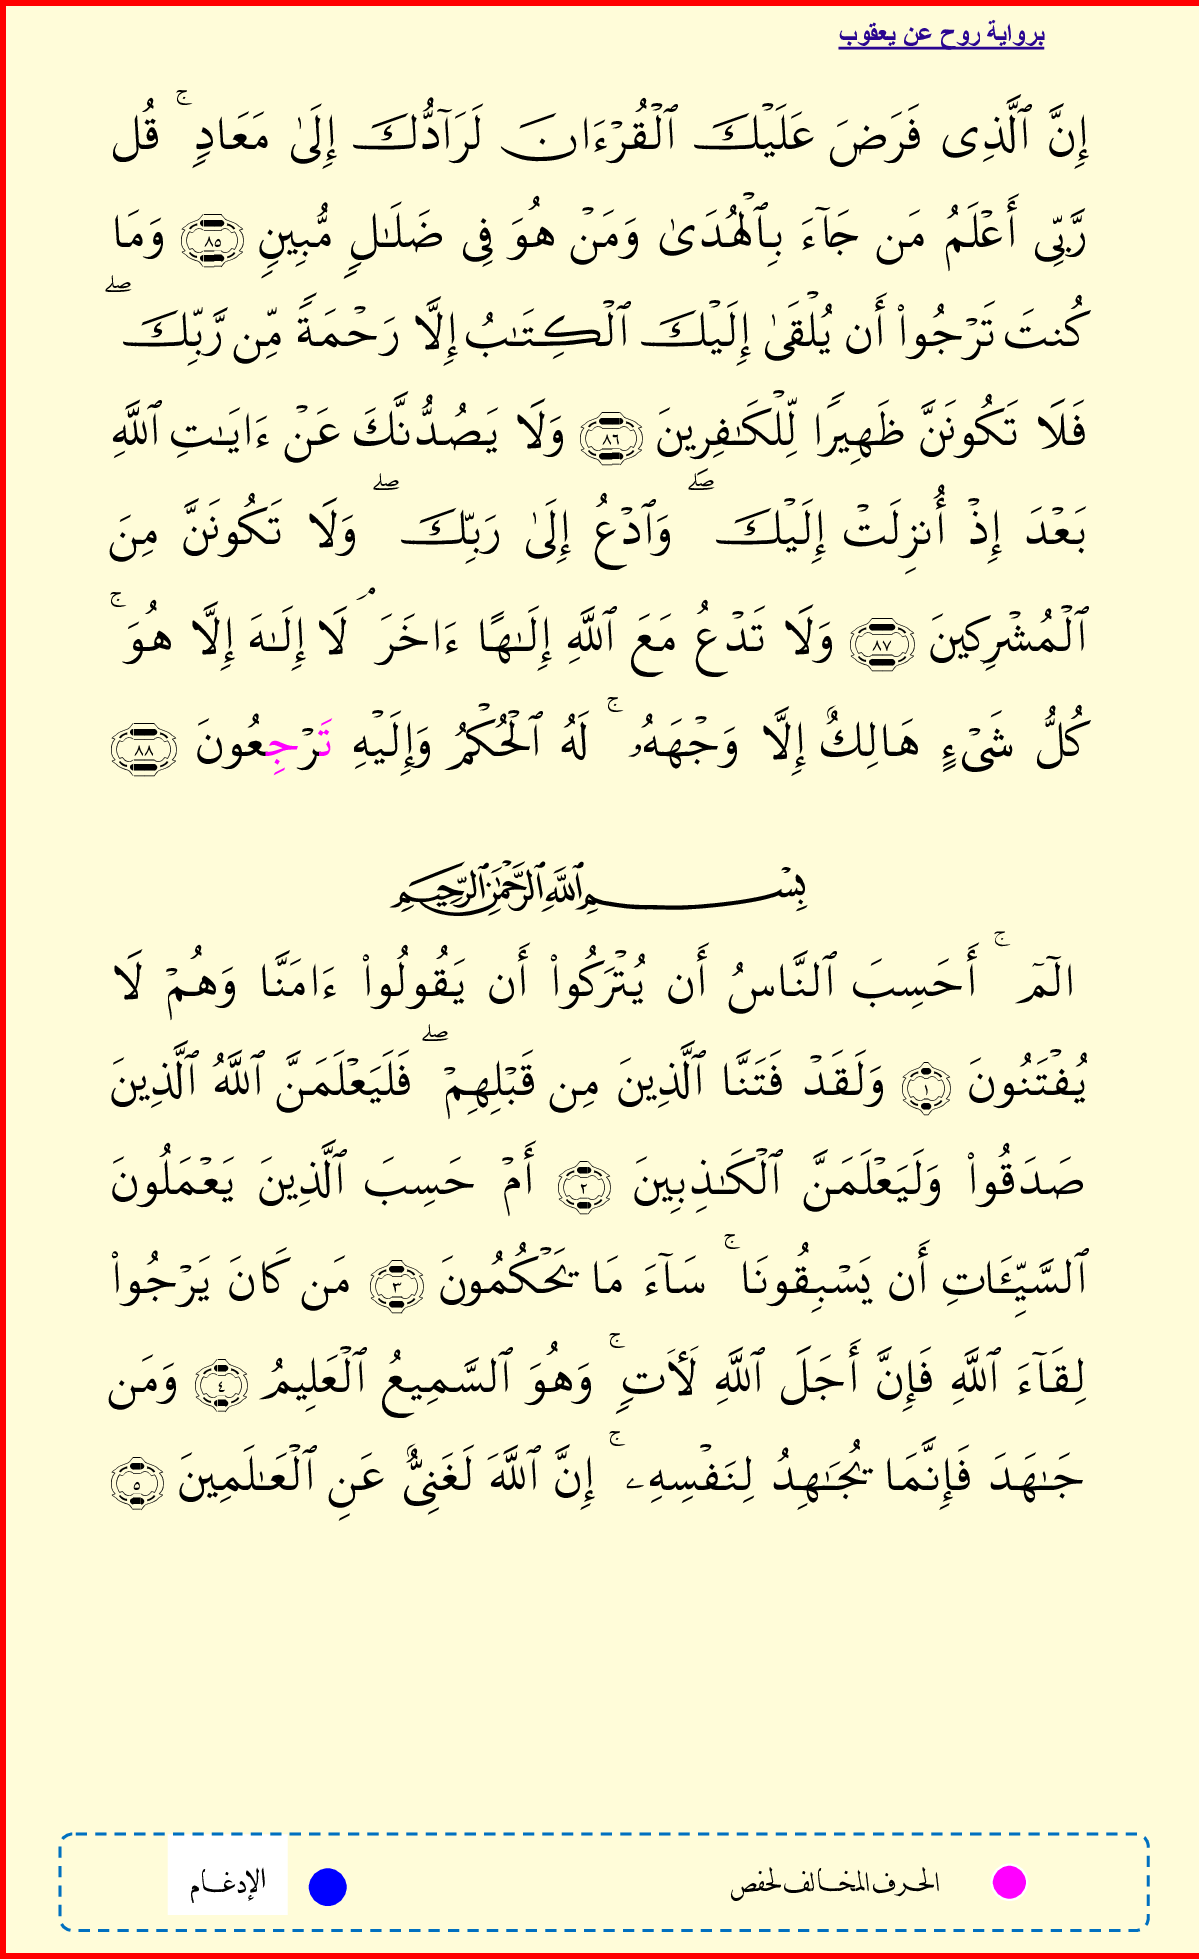 برواية روح عن يعقوب
إِنَّ ٱلَّذِى فَرَضَ عَلَيْكَ ٱلْقُرْءَانَ لَرَآدُّكَ إِلَىٰ مَعَادٍ ۚ قُل
رَّبِّى أَعْلَمُ مَن جَآءَ بِٱلْهُدَىٰ وَمَنْ هُوَ فِى ضَلَـٰلٍ مُّبِينٍ ٨٥ وَمَا
كُنتَ تَرْجُوا۟ أَن يُلْقَىٰ إِلَيْكَ ٱلْكِتَـٰبُ إِلَّا رَحْمَةً مِّن رَّبِّكَ ۖ
فَلَا تَكُونَنَّ ظَهِيرًا لِّلْكَـٰفِرِينَ ٨٦ وَلَا يَصُدُّنَّكَ عَنْ ءَايَـٰتِ ٱللَّهِ
بَعْدَ إِذْ أُنزِلَتْ إِلَيْكَ ۖ وَٱدْعُ إِلَىٰ رَبِّكَ ۖ وَلَا تَكُونَنَّ مِنَ
ٱلْمُشْرِكِينَ ٨٧ وَلَا تَدْعُ مَعَ ٱللَّهِ إِلَـٰهًا ءَاخَرَ ۘ لَا إِلَـٰهَ إِلَّا هُوَ ۚ
كُلُّ شَىْءٍ هَالِكٌ إِلَّا وَجْهَهُۥ ۚ لَهُ ٱلْحُكْمُ وَإِلَيْهِ تَرْجِعُونَ ٨٨
بِسْمِ ٱللَّهِ ٱلرَّحْمَـٰنِ ٱلرَّحِيمِ
الٓمٓ ۚ أَحَسِبَ ٱلنَّاسُ أَن يُتْرَكُوا۟ أَن يَقُولُوا۟ ءَامَنَّا وَهُمْ لَا
يُفْتَنُونَ ١ وَلَقَدْ فَتَنَّا ٱلَّذِينَ مِن قَبْلِهِمْ ۖ فَلَيَعْلَمَنَّ ٱللَّهُ ٱلَّذِينَ
صَدَقُوا۟ وَلَيَعْلَمَنَّ ٱلْكَـٰذِبِينَ ٢ أَمْ حَسِبَ ٱلَّذِينَ يَعْمَلُونَ
ٱلسَّيِّـَٔاتِ أَن يَسْبِقُونَا ۚ سَآءَ مَا يَحْكُمُونَ ٣ مَن كَانَ يَرْجُوا۟
لِقَآءَ ٱللَّهِ فَإِنَّ أَجَلَ ٱللَّهِ لَـَٔاتٍ ۚ وَهُوَ ٱلسَّمِيعُ ٱلْعَلِيمُ ٤ وَمَن
جَـٰهَدَ فَإِنَّمَا يُجَـٰهِدُ لِنَفْسِهِۦ ۚ إِنَّ ٱللَّهَ لَغَنِىٌّ عَنِ ٱلْعَـٰلَمِينَ ٥
الحرف المخالف لحفص
الإدغام